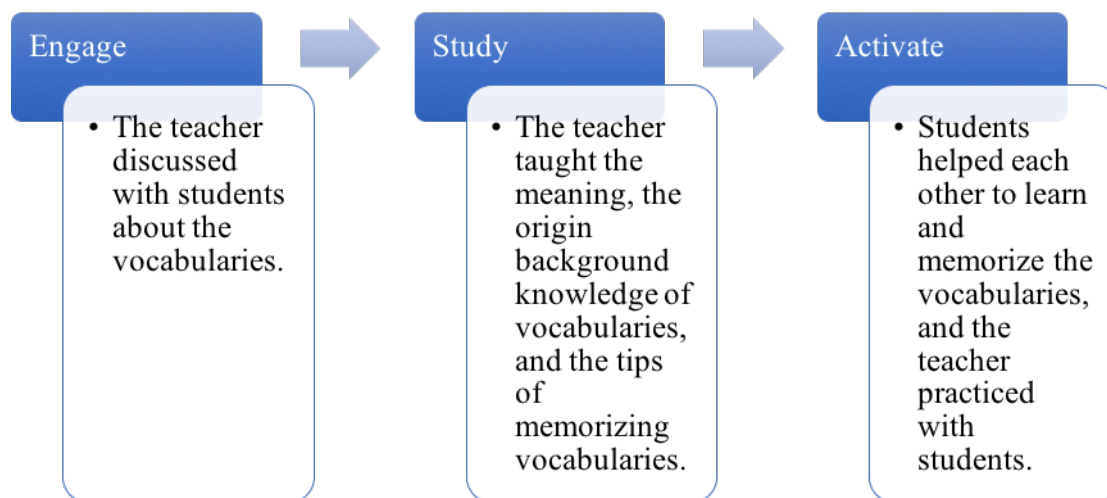 Engage
• The teacher
discussed
with students
about the
vocabularies.
Study
• The teacher
taught the
meaning, the
origin
background
knowledge of
vocabularies,
and the tips
of
memorizing
vocabularies.
Activate
• Students
helped each
other to learn
and
memorize the
vocabularies,
and the
teacher
practiced
with
students.